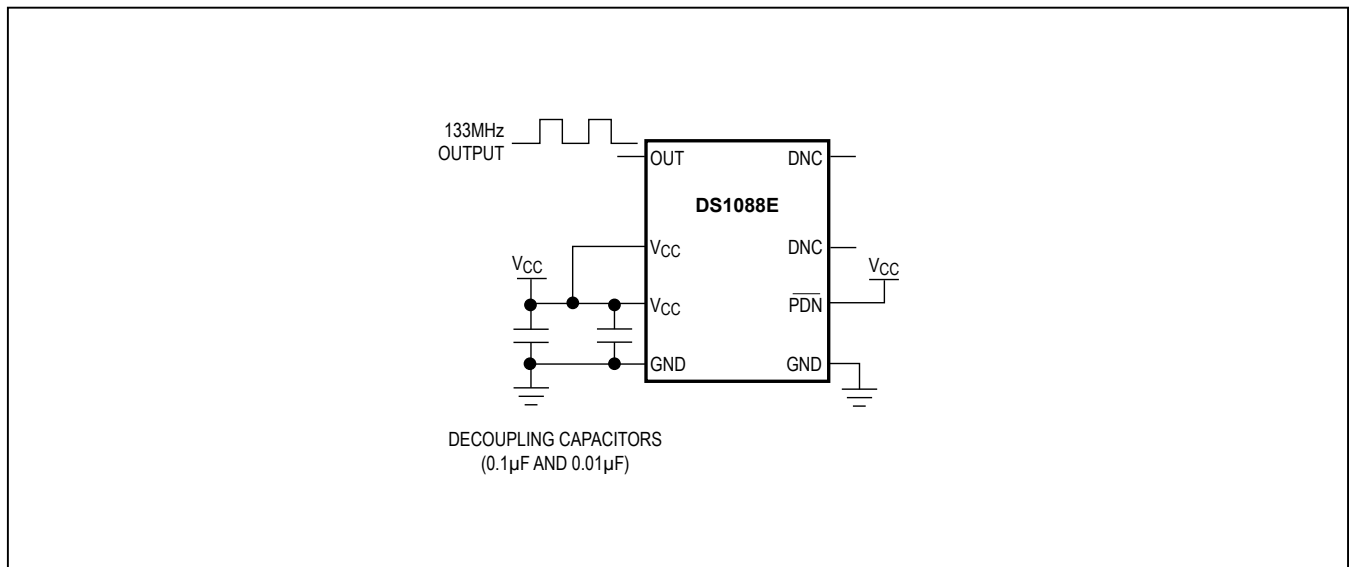 133MHz
OUTPUT
OUT
DNC
DS1088E
VCC
DNC
VCC
VCC
VCC
PDN
GND
GND
DECOUPLING CAPACITORS
(0.1µF AND 0.01µF)